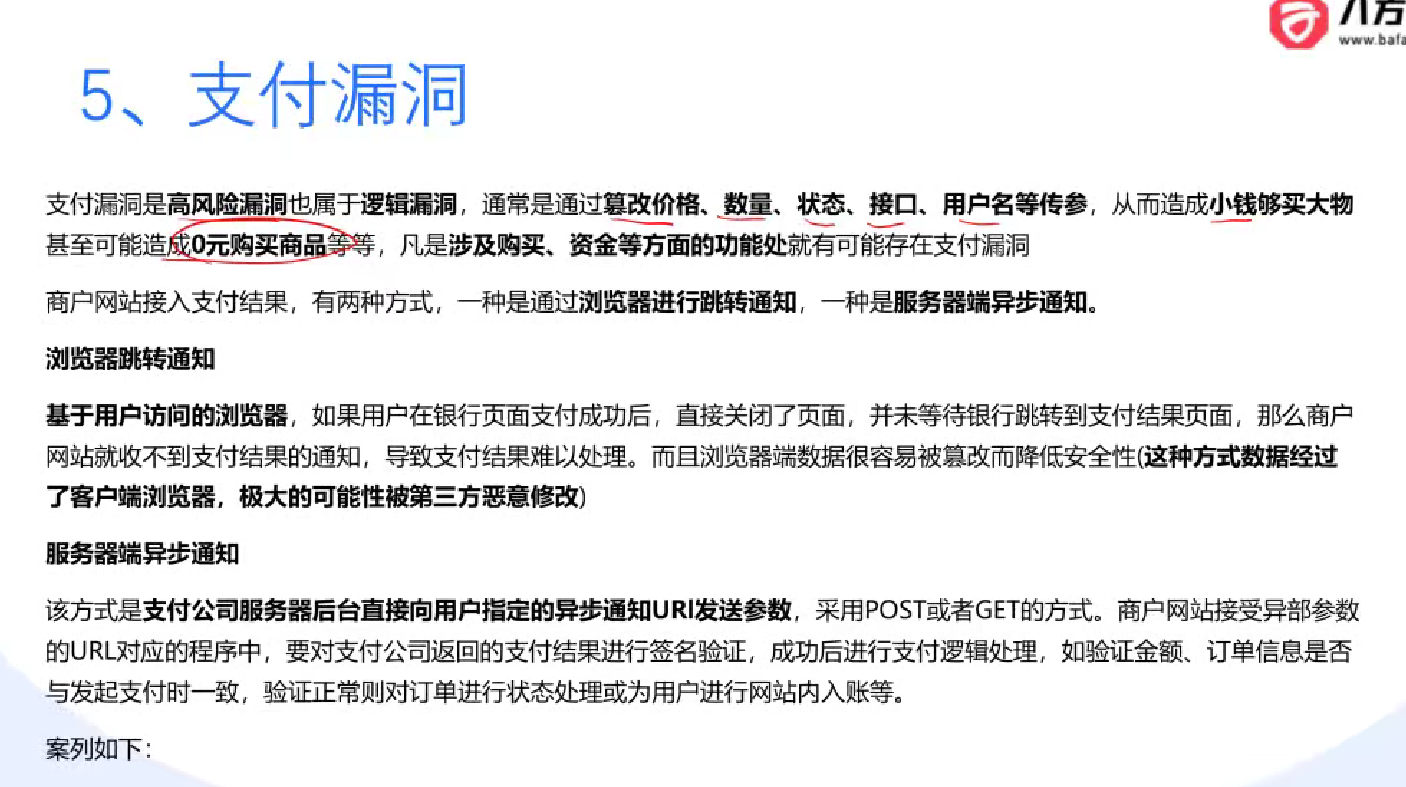 八方
www.bafa
5、支付漏洞
支付漏洞是高风险漏洞也属于逻辑漏洞，通常是通过篡改价格、数量、状态、接口、用户名等传参，从而造成小钱够买大物
甚至可能造成0元购买商品等等，凡是涉及购买、资金等方面的功能处就有可能存在支付漏洞
商户网站接入支付结果，有两种方式，一种是通过浏览器进行跳转通知，一种是服务器端异步通知。
浏览器跳转通知
基于用户访问的浏览器，如果用户在银行页面支付成功后，直接关闭了页面，并未等待银行跳转到支付结果页面，那么商户
网站就收不到支付结果的通知，导致支付结果难以处理。而且浏览器端数据很容易被篡改而降低安全性(这种方式数据经过
了客户端浏览器，极大的可能性被第三方恶意修改)
服务器端异步通知
该方式是支付公司服务器后台直接向用户指定的异步通知URl发送参数，采用POST或者GET的方式。商户网站接受异部参数
的URL对应的程序中，要对支付公司返回的支付结果进行签名验证，成功后进行支付逻辑处理，如验证金额、订单信息是否
与发起支付时一致，验证正常则对订单进行状态处理或为用户进行网站内入账等。
案列如下：